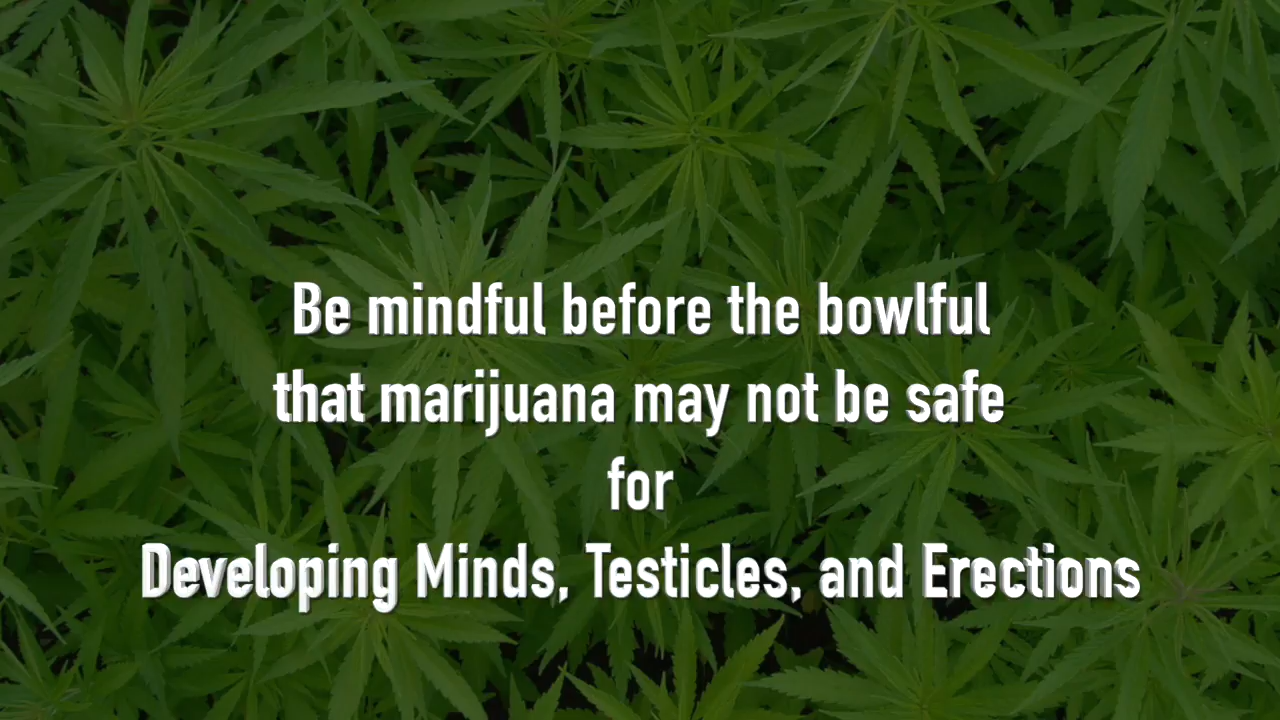 Be mindful before the bowlful
that marijuana may not be safe
for
Developing Minds, Testicles, and Erections